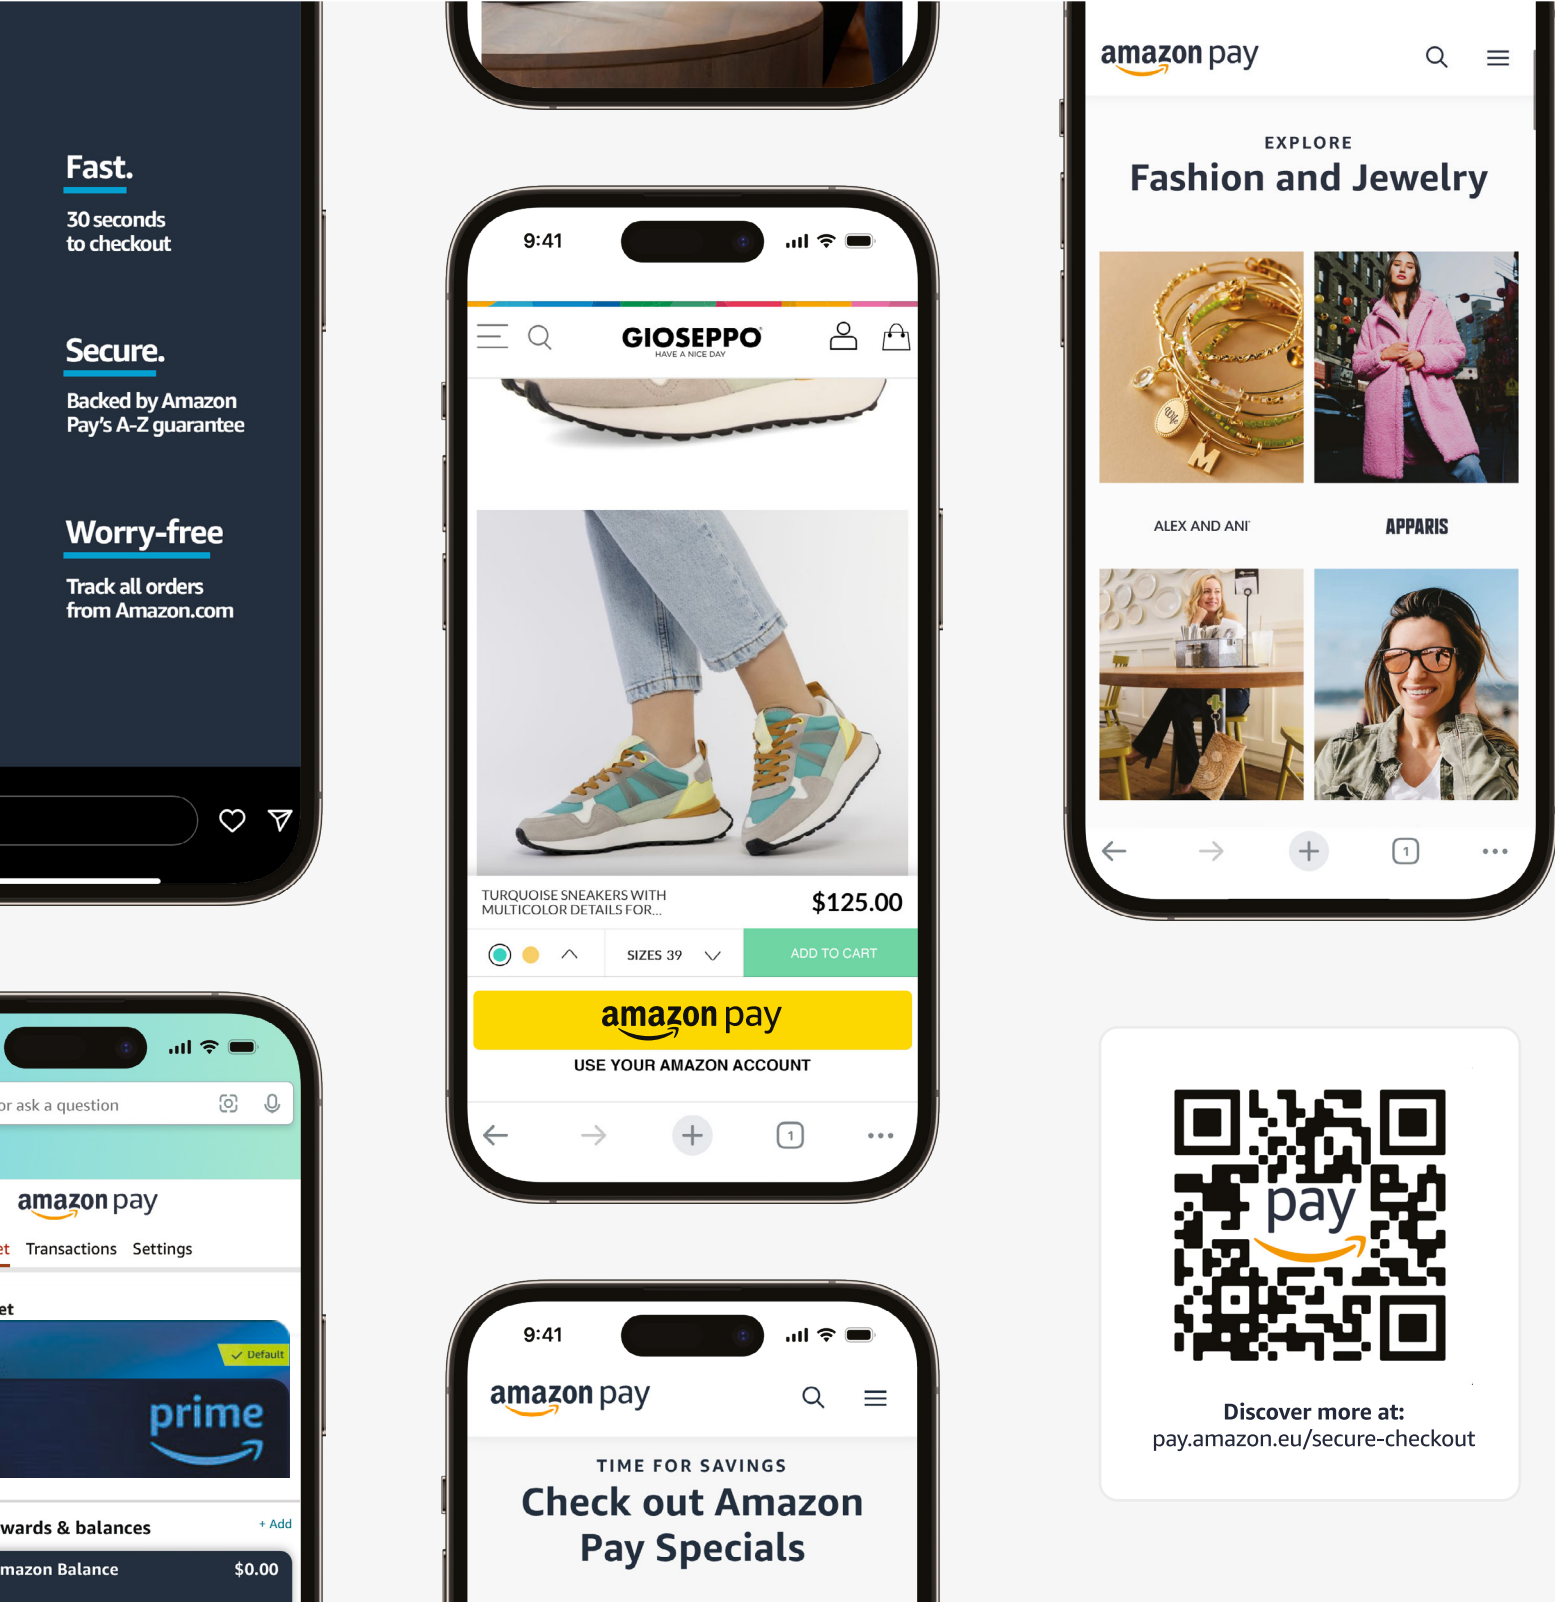 Fast.
30 seconds
to checkout
Secure.
Backed by Amazon
Pay's A-Z guarantee
Worry-free
Track all orders
from Amazon.com
or ask a question
amazon pay
Transactions Settings
Default
prime
& balances
+ Add
Balance
$0.00
9:41
GIOSEPPO
HAVE A NICE DAY
TURQUOISE SNEAKERS WITH
MULTICOLOR DETAILS FOR...
$125.00
SIZES 39
ADD TO CART
amazon pay
USE YOUR AMAZON ACCOUNT
1
9:41
amazon pay
TIME FOR SAVINGS
Check out Amazon
Pay Specials
amazon pay
EXPLORE
Fashion and Jewelry
Wife
M
ALEX AND ANI
APPARIS
1
pay
Discover more at:
pay.amazon.eu/secure-checkout